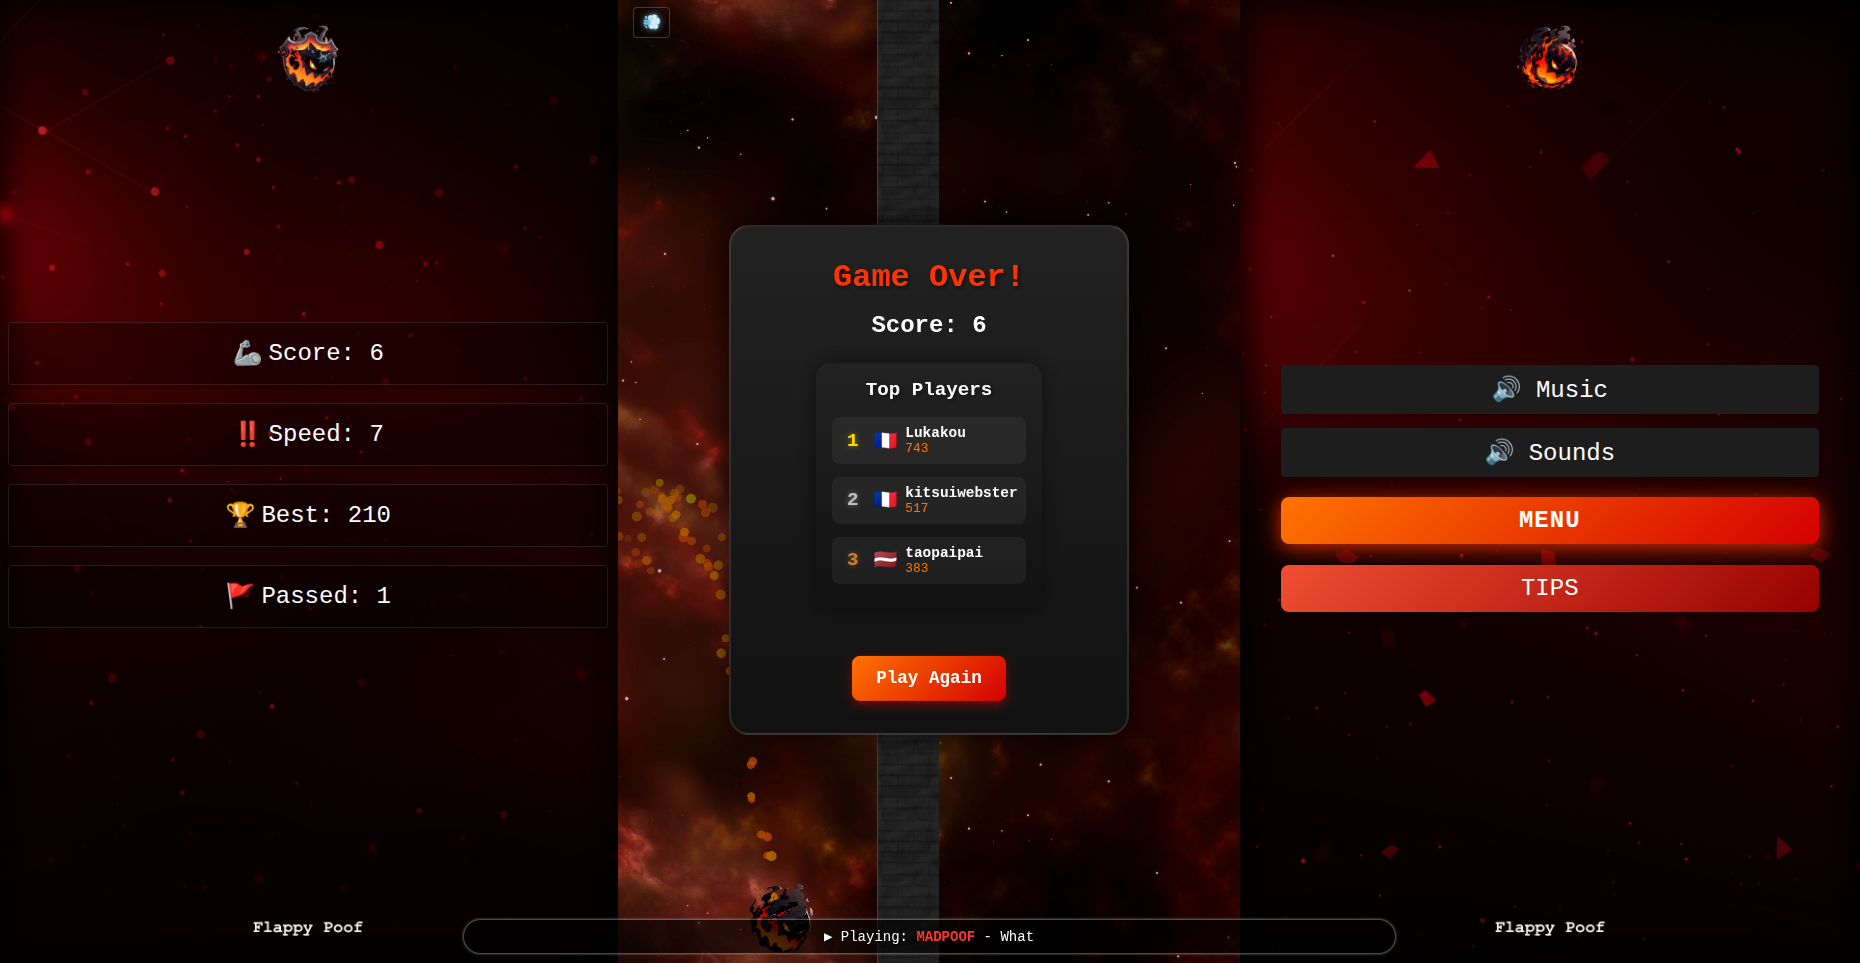 Score: 6
Speed: 7
Best: 210
Passed: 1
Flappy Poof
Game Over!
Score: 6
Top Players
1 Lukakou
743
2 kitsuiwebster
517
3 taopaipai
383
Play Again
▶ Playing: MADPOOF - What
Music
Sounds
MENU
TIPS
Flappy Poof